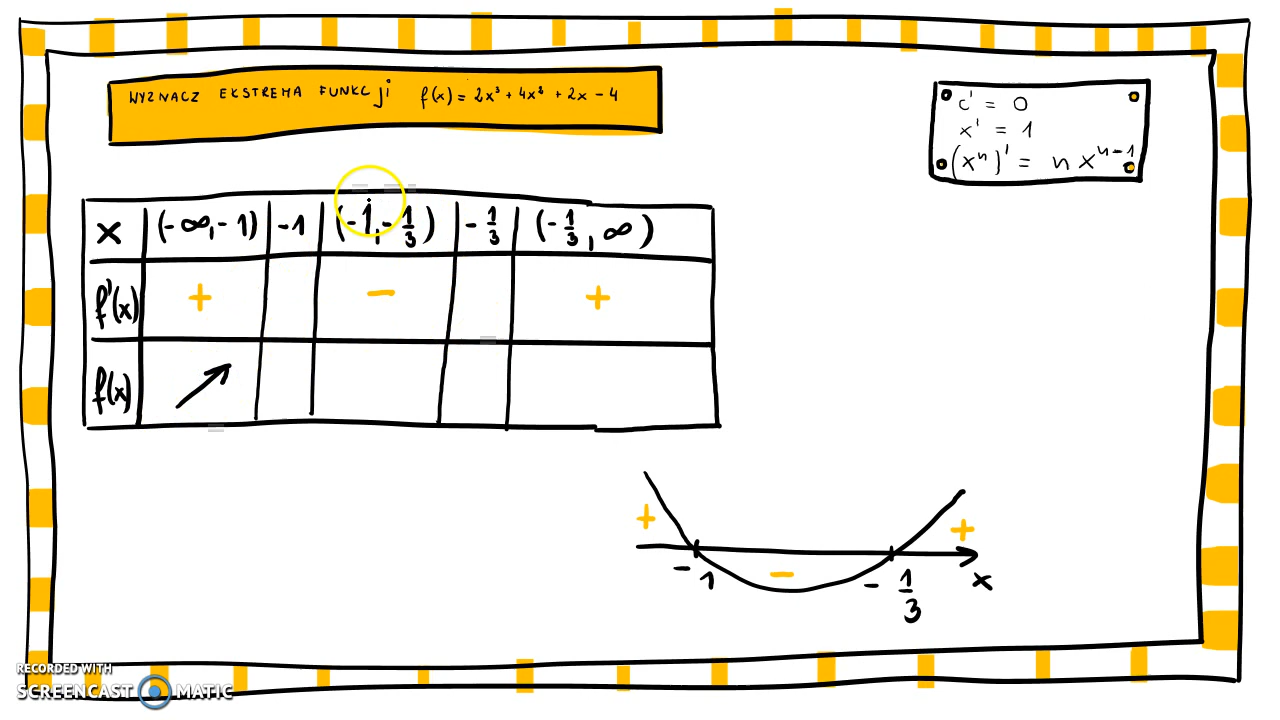 WYZNACZ EKSTREMA FUNKCji f(x) = 2x³ + 4x² + 2x - 4
c' = 0
x' = 1
(xⁿ)' = n xⁿ⁻¹
x (-∞,-1) -1 (-1,-1/3) -1/3 (-1/3,∞)
f'(x) + - +
f(x)
+ +
-
-1 -1/3 x
RECORDED WITH
SCREENCAST MATIC